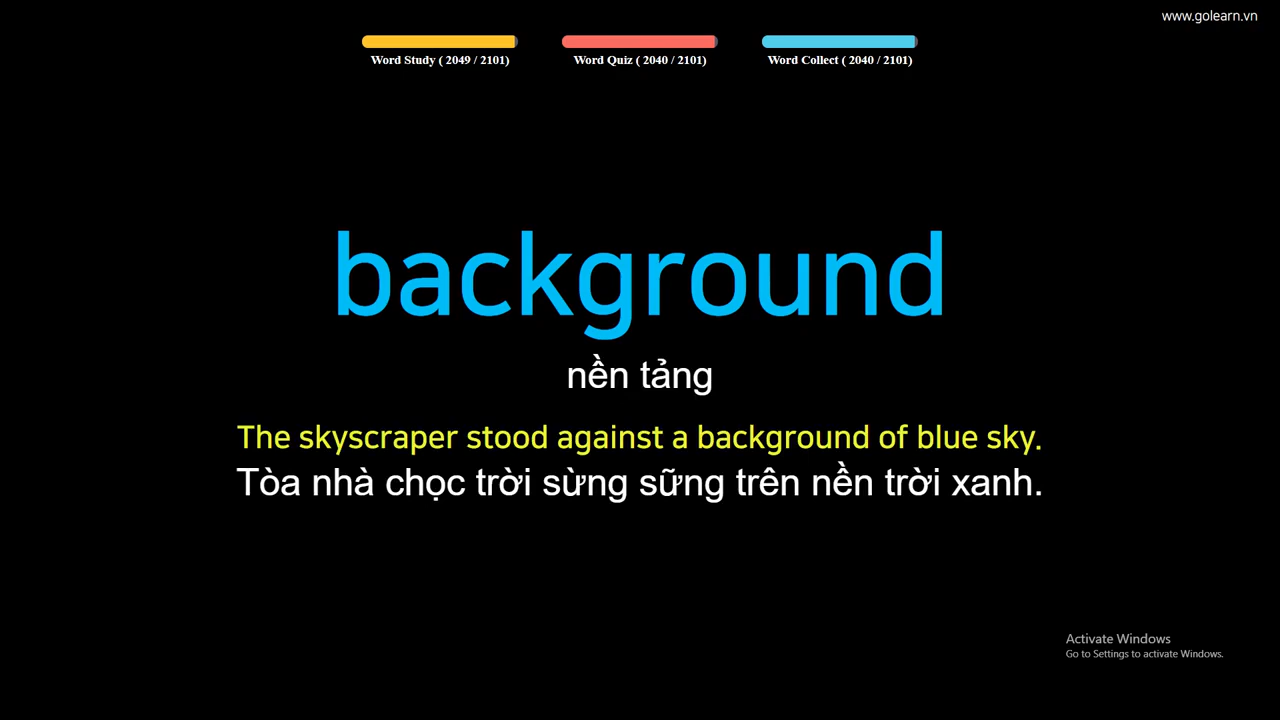 www.golearn.vn
Word Study ( 2049 / 2101)
Word Quiz ( 2040 / 2101)
Word Collect ( 2040 / 2101)
background
nền tảng
The skyscraper stood against a background of blue sky.
Tòa nhà chọc trời sừng sững trên nền trời xanh.
Activate Windows
Go to Settings to activate Windows.